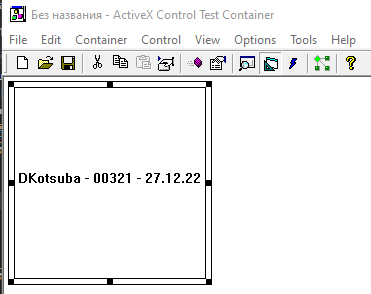 Без названия - ActiveX Control Test Container
File Edit Container Control View Options Tools Help
DKotsuba - 00321 - 27.12.22